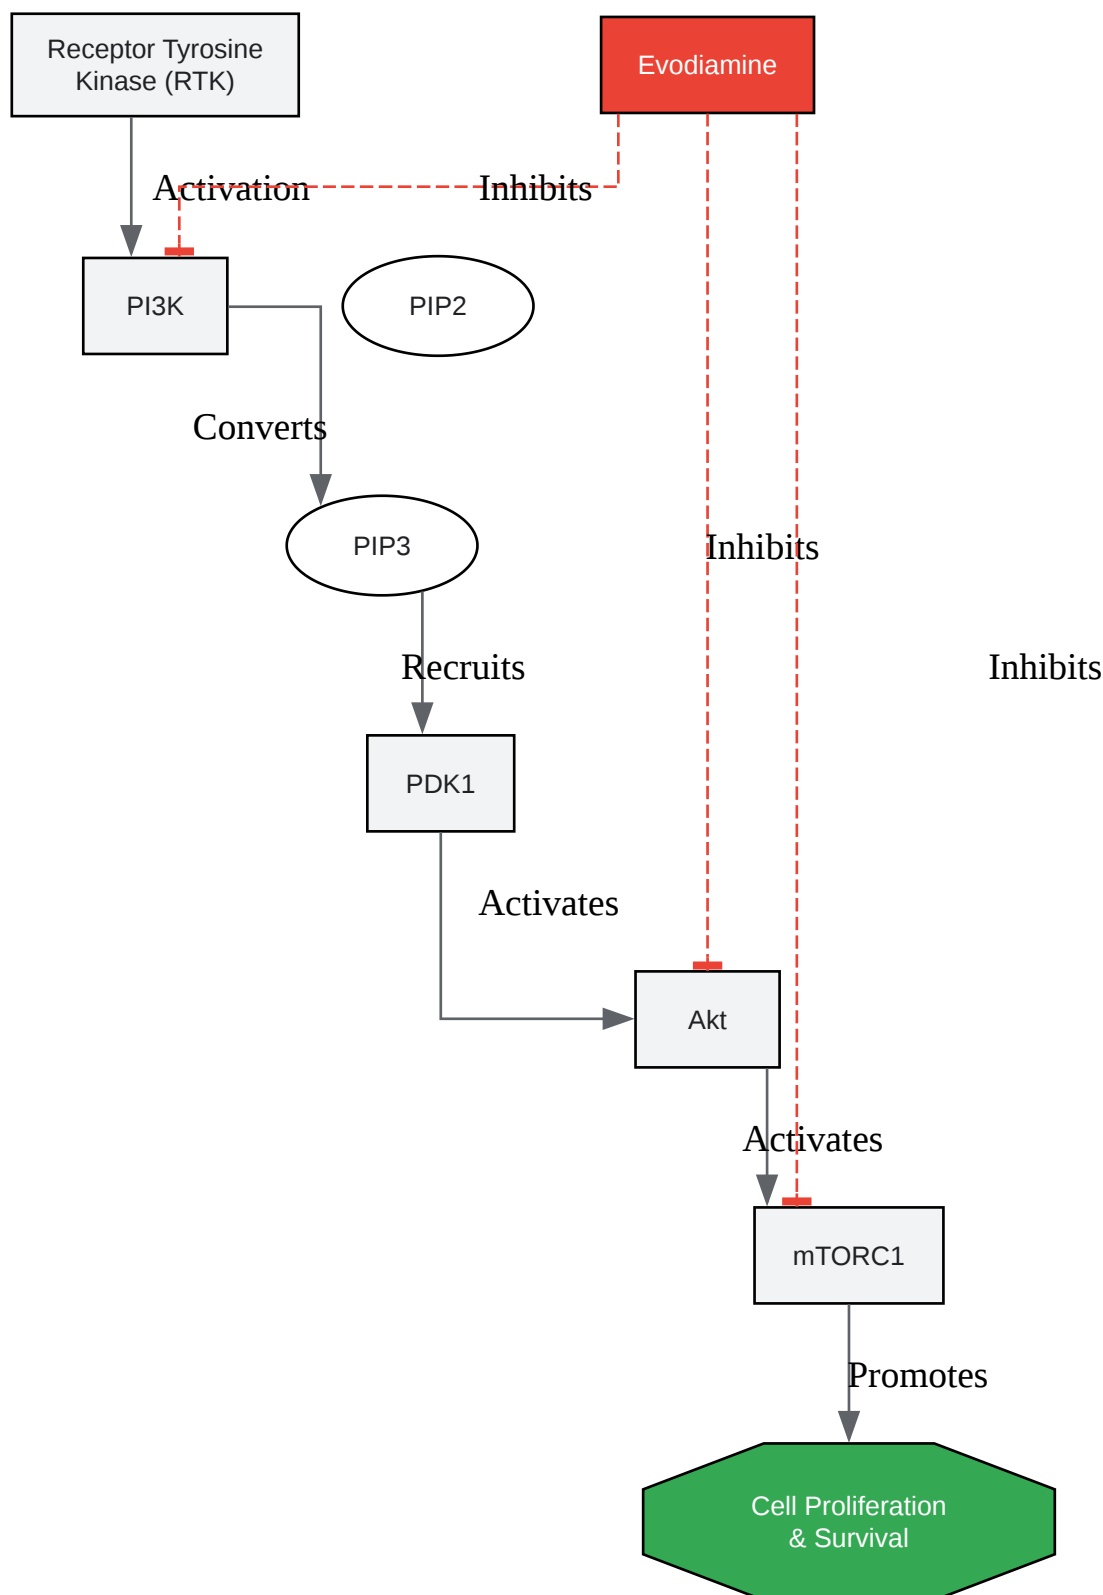 Receptor Tyrosine
Kinase (RTK)
Evodiamine
Activation
Inhibits
PI3K
PIP2
Converts
PIP3
Inhibits
Recruits
Inhibits
PDK1
Activates
Akt
Activates
mTORC1
Promotes
Cell Proliferation
& Survival